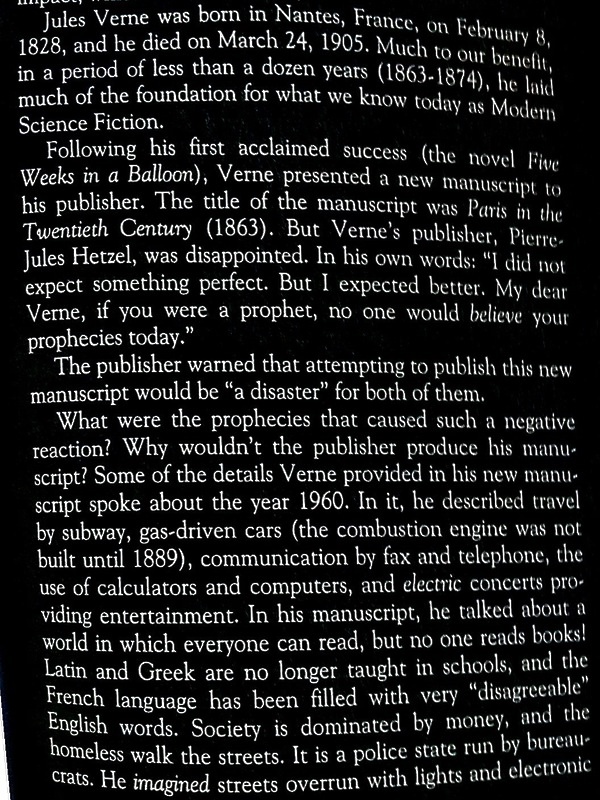 Jules Verne was born in Nantes, France, on February 8,
1828, and he died on March 24, 1905. Much to our benefit,
in a period of less than a dozen years (1863-1874), he laid
much of the foundation for what we know today as Modern
Science Fiction.
Following his first acclaimed success (the novel Five
Weeks in a Balloon), Verne presented a new manuscript to
his publisher. The title of the manuscript was Paris in the
Twentieth Century (1863). But Verne's publisher, Pierre-
Jules Hetzel, was disappointed. In his own words: "I did not
expect something perfect. But I expected better. My dear
Verne, if you were a prophet, no one would believe your
prophecies today."
The publisher warned that attempting to publish this new
manuscript would be "a disaster" for both of them.
What were the prophecies that caused such a negative
reaction? Why wouldn't the publisher produce his manu-
script? Some of the details Verne provided in his new manu-
script spoke about the year 1960. In it, he described travel
by subway, gas-driven cars (the combustion engine was not
built until 1889), communication by fax and telephone, the
use of calculators and computers, and electric concerts pro-
viding entertainment. In his manuscript, he talked about a
world in which everyone can read, but no one reads books!
Latin and Greek are no longer taught in schools, and the
French language has been filled with very "disagreeable"
English words. Society is dominated by money, and the
homeless walk the streets. It is a police state run by bureau-
crats. He imagined streets overrun with lights and electronic